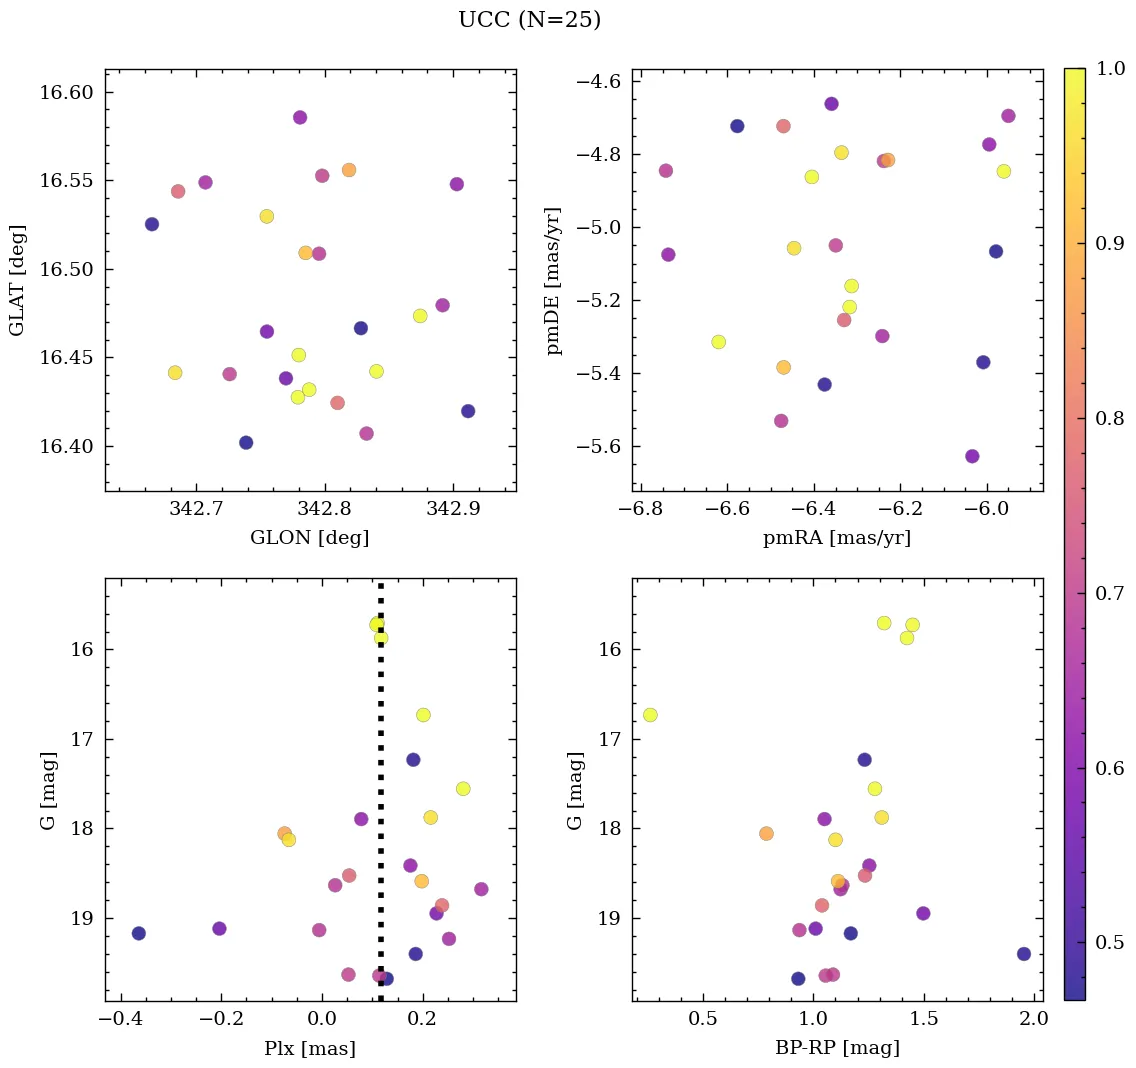 UCC (N=25)
16.60
16.55
16.50
16.45
16.40
GLAT [deg]
342.7 342.8 342.9
GLON [deg]
−4.6
−4.8
−5.0
−5.2
−5.4
−5.6
pmDE [mas/yr]
−6.8 −6.6 −6.4 −6.2 −6.0
pmRA [mas/yr]
16
17
18
19
G [mag]
−0.4 −0.2 0.0 0.2
Plx [mas]
16
17
18
19
G [mag]
0.5 1.0 1.5 2.0
BP-RP [mag]
1.0
0.9
0.8
0.7
0.6
0.5